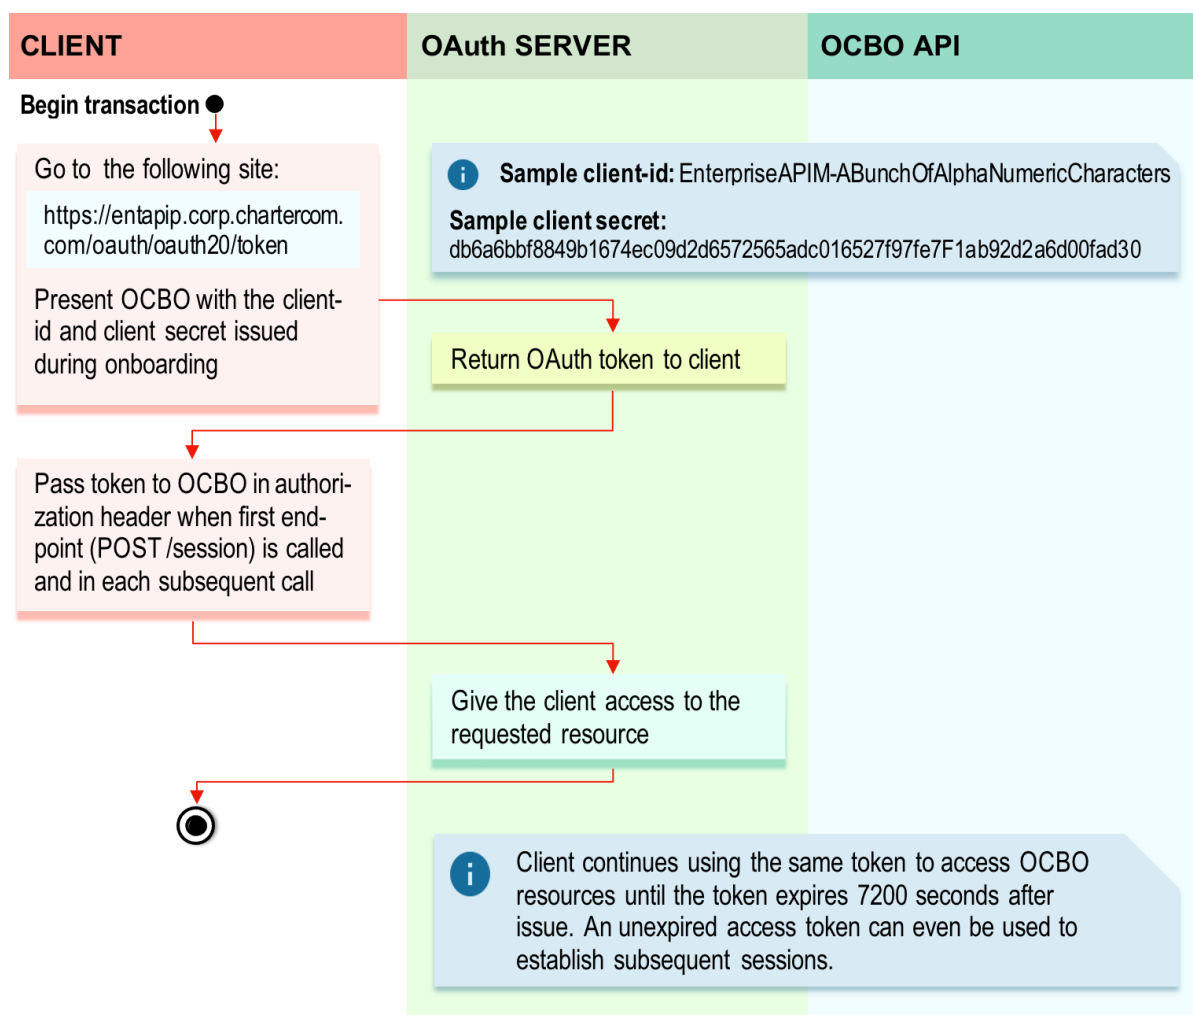 CLIENT
OAuth SERVER
OCBO API
Begin transaction
Go to the following site:
https://entapip.corp.chartercom.
com/oauth/oauth20/token
Present OCBO with the client-
id and client secret issued
during onboarding
Sample client-id: EnterpriseAPIM-ABunchOfAlphaNumericCharacters
Sample client secret:
db6a6bbf8849b1674ec09d2d6572565adc016527f97fe7F1ab92d2a6d00fad30
Return OAuth token to client
Pass token to OCBO in authori-
zation header when first end-
point (POST /session) is called
and in each subsequent call
Give the client access to the
requested resource
Client continues using the same token to access OCBO
resources until the token expires 7200 seconds after
issue. An unexpired access token can even be used to
establish subsequent sessions.